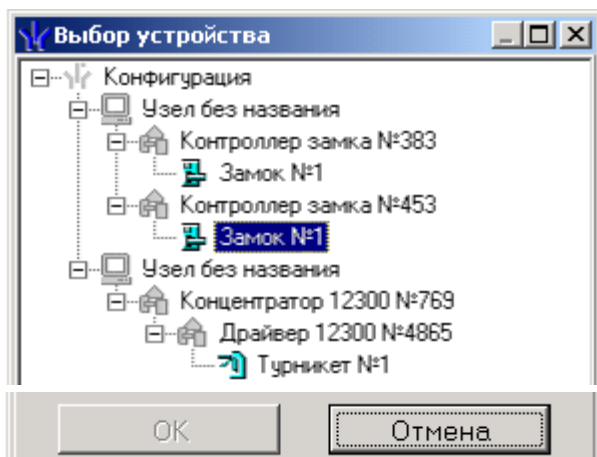 Выбор устройства
Конфигурация
Узел без названия
Контроллер замка №383
Замок №1
Контроллер замка №453
Замок №1
Узел без названия
Концентратор 12300 №769
Драйвер 12300 №4865
Турникет №1
OK Отмена